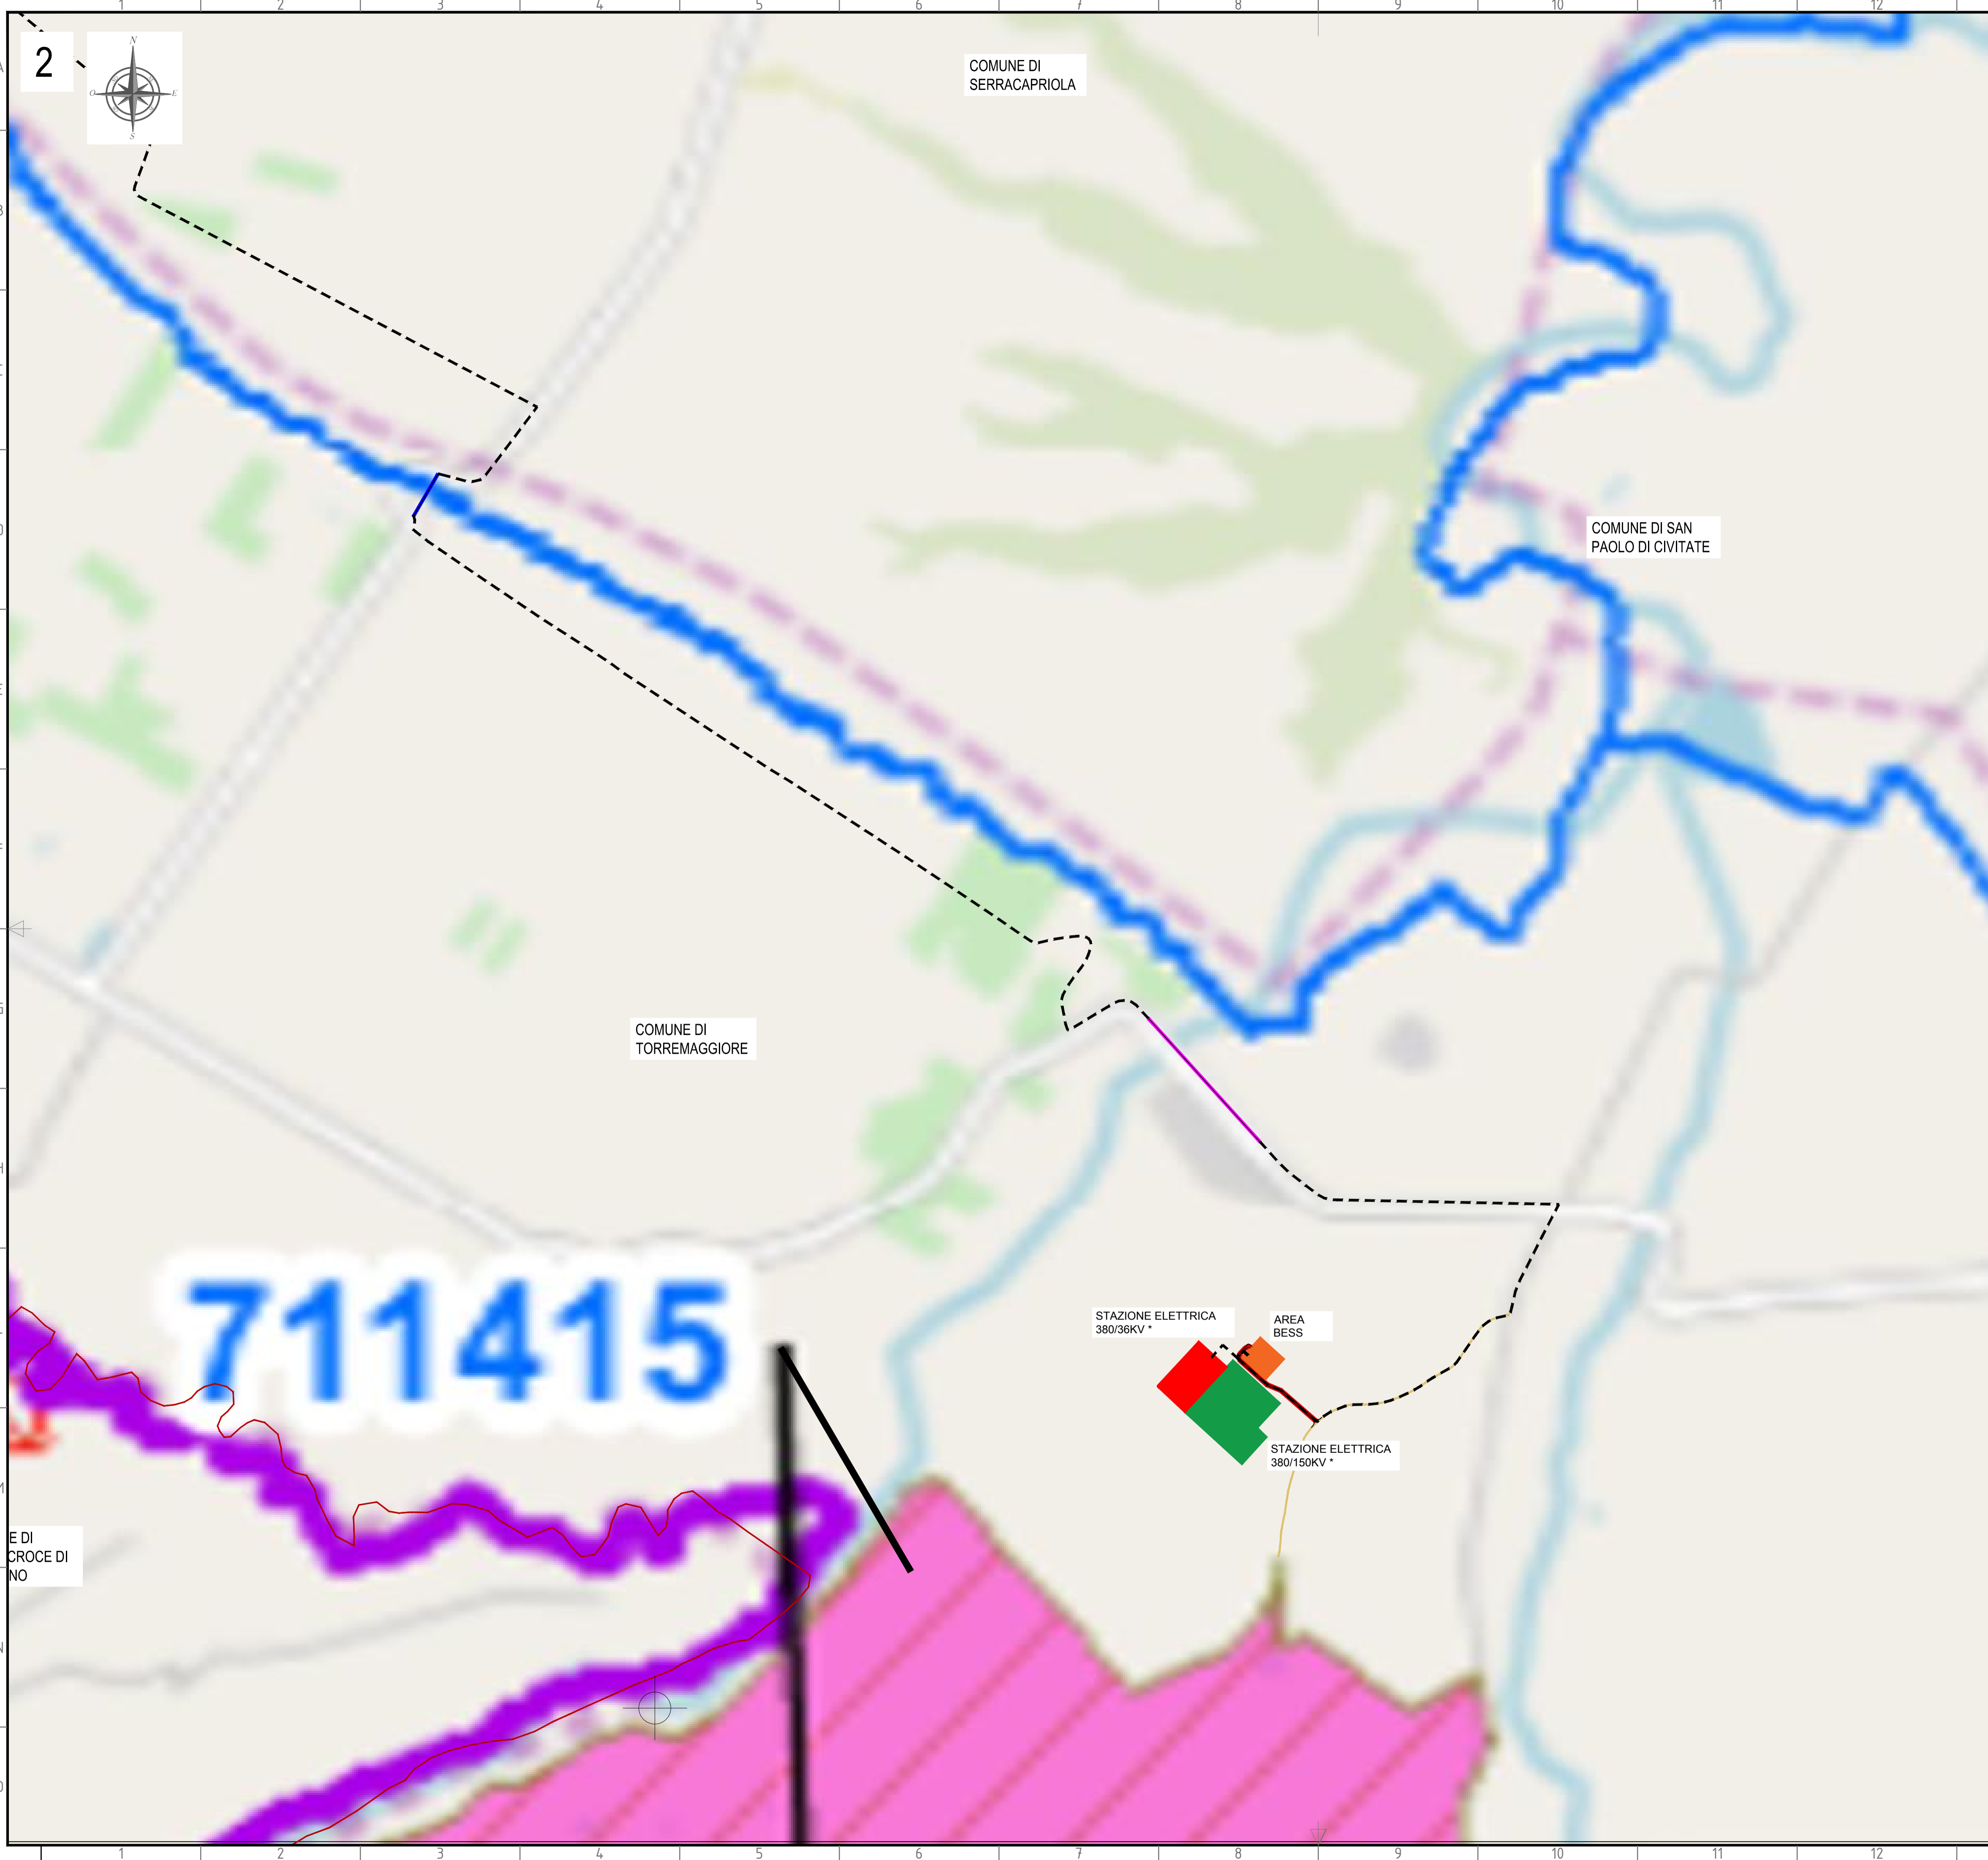 1 2 3 4 5 6 7 8 9 10 11 12
2
N
O E
S
COMUNE DI
SERRACAPRIOLA
COMUNE DI SAN
PAOLO DI CIVITATE
COMUNE DI
TORREMAGGIORE
711415
STAZIONE ELETTRICA
380/36KV *
AREA
BESS
STAZIONE ELETTRICA
380/150KV *
E DI
CROCE DI
NO
1 2 3 4 5 6 7 8 9 10 11 12